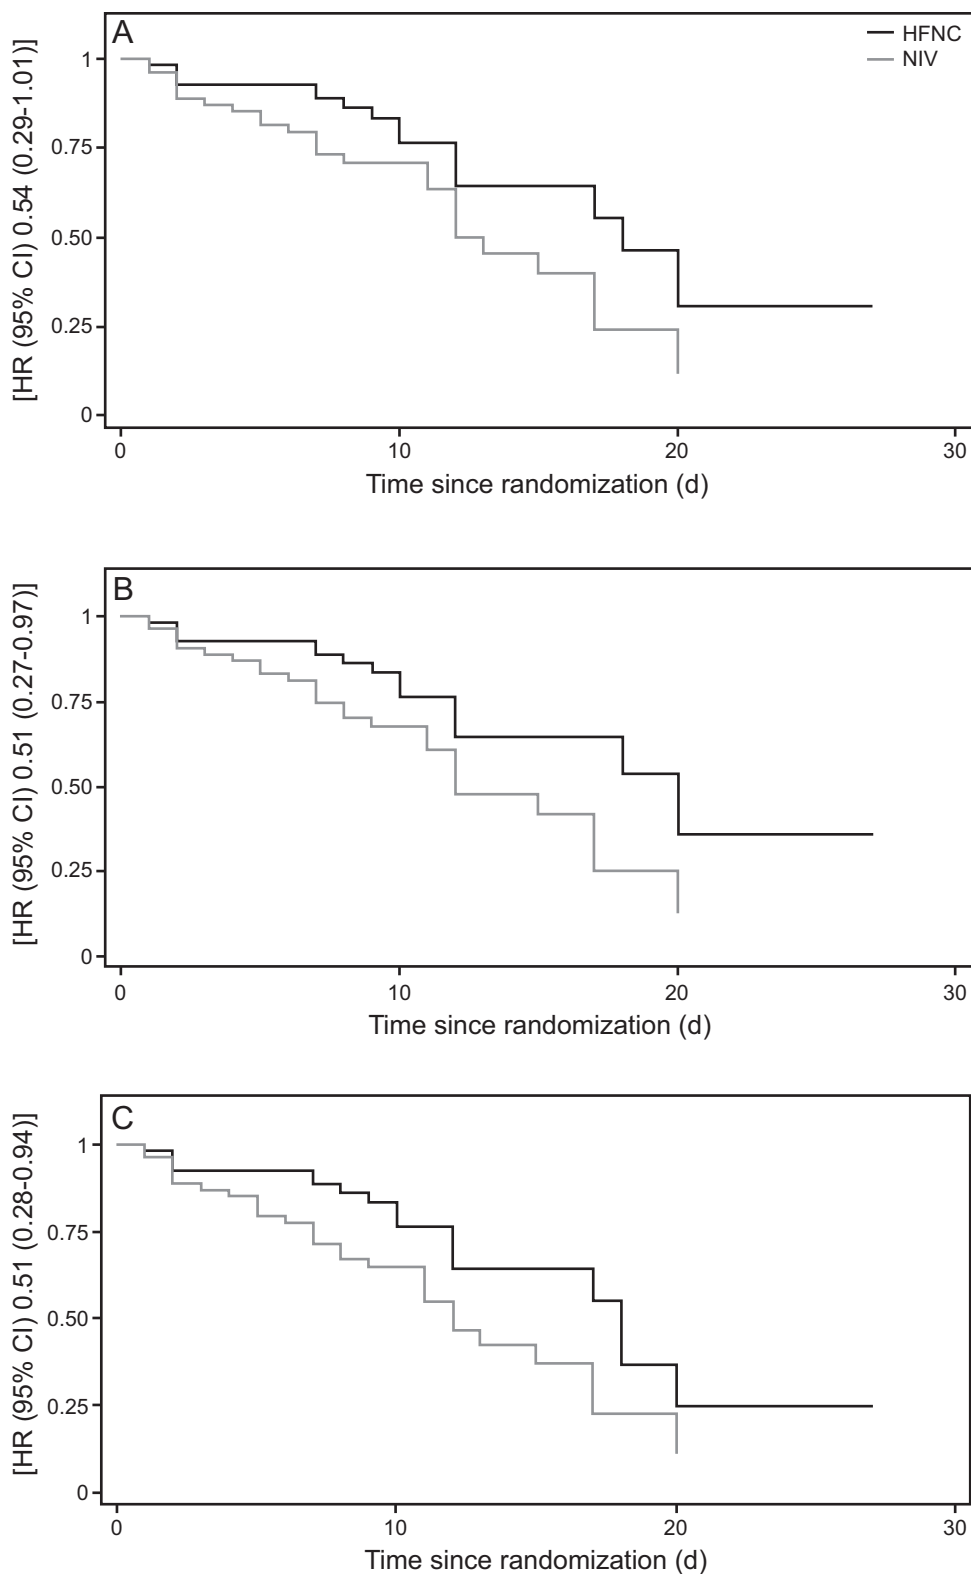 A
HFNC
NIV
[HR (95% CI) 0.54 (0.29-1.01)]
1
0.75
0.50
0.25
0
0
10
20
30
Time since randomization (d)
B
[HR (95% CI) 0.51 (0.27-0.97)]
1
0.75
0.50
0.25
0
0
10
20
30
Time since randomization (d)
C
[HR (95% CI) 0.51 (0.28-0.94)]
1
0.75
0.50
0.25
0
0
10
20
30
Time since randomization (d)